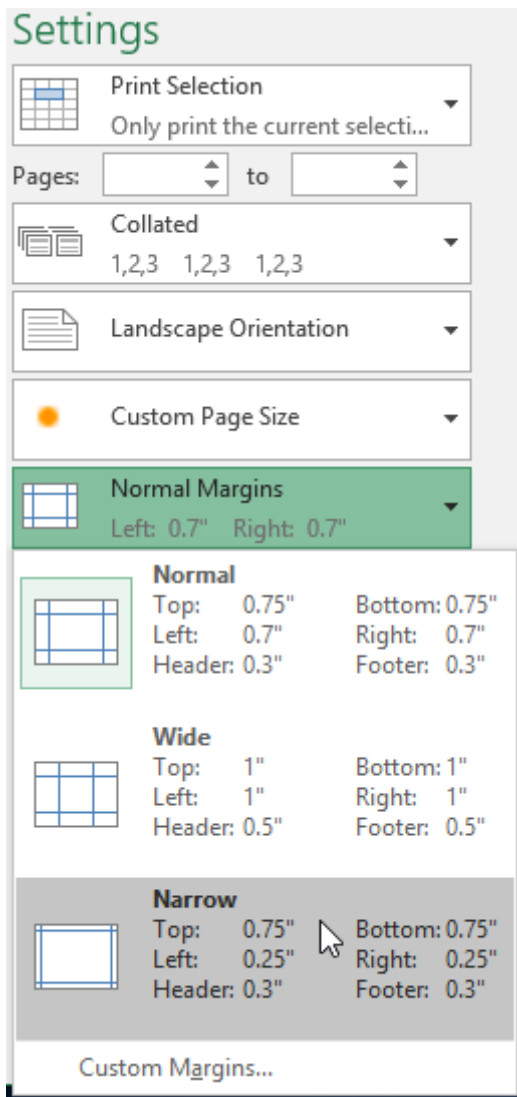 Settings
Print Selection
Only print the current selecti...
Pages: to
Collated
1,2,3 1,2,3 1,2,3
Landscape Orientation
Custom Page Size
Normal Margins
Left: 0.7" Right: 0.7"
Normal
Top: 0.75" Bottom: 0.75"
Left: 0.7" Right: 0.7"
Header: 0.3" Footer: 0.3"
Wide
Top: 1" Bottom: 1"
Left: 1" Right: 1"
Header: 0.5" Footer: 0.5"
Narrow
Top: 0.75" Bottom: 0.75"
Left: 0.25" Right: 0.25"
Header: 0.3" Footer: 0.3"
Custom Margins...